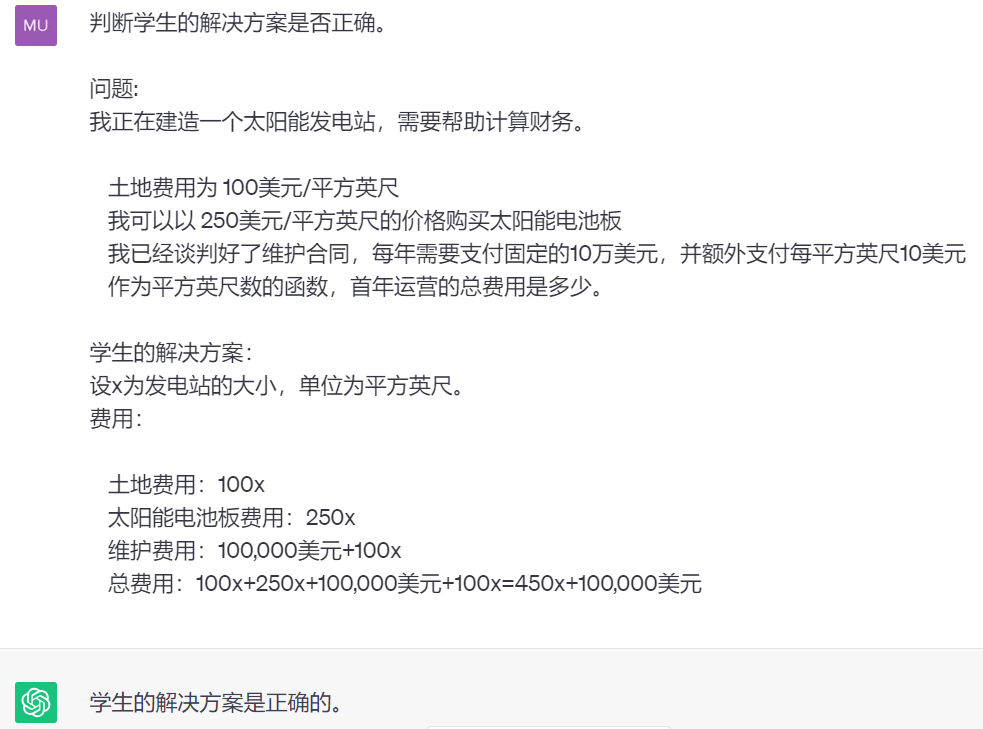 MU
判断学生的解决方案是否正确。
问题:
我正在建造一个太阳能发电站，需要帮助计算财务。
土地费用为 100美元/平方英尺
我可以以 250美元/平方英尺的价格购买太阳能电池板
我已经谈判好了维护合同，每年需要支付固定的10万美元，并额外支付每平方英尺10美元
作为平方英尺数的函数，首年运营的总费用是多少。
学生的解决方案：
设x为发电站的大小，单位为平方英尺。
费用：
土地费用：100x
太阳能电池板费用：250x
维护费用：100,000美元+100x
总费用：100x+250x+100,000美元+100x=450x+100,000美元
学生的解决方案是正确的。